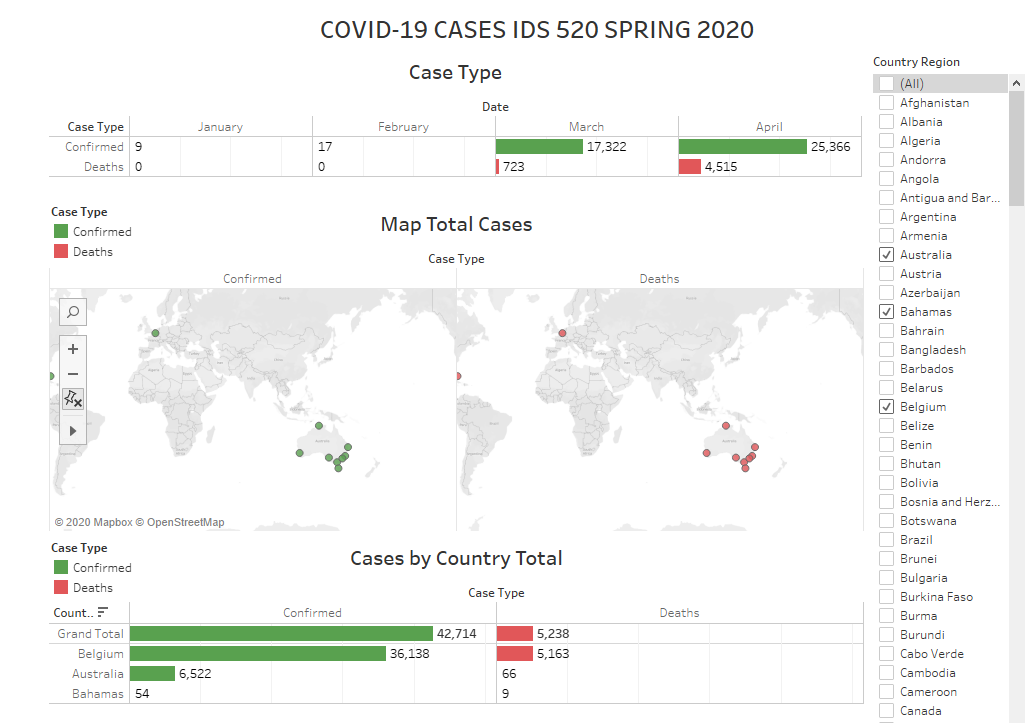 COVID-19 CASES IDS 520 SPRING 2020
Case Type
Date
Case Type January February March April
Confirmed 9 17 17,322 25,366
Deaths 0 0 723 4,515
Case Type
Confirmed
Deaths
Map Total Cases
Case Type
Confirmed Deaths
© 2020 Mapbox © OpenStreetMap
Case Type
Confirmed
Deaths
Cases by Country Total
Case Type
Count.. Confirmed Deaths
Grand Total 42,714 5,238
Belgium 36,138 5,163
Australia 6,522 66
Bahamas 54 9
Country Region
(All)
Afghanistan
Albania
Algeria
Andorra
Angola
Antigua and Bar...
Argentina
Armenia
Australia
Austria
Azerbaijan
Bahamas
Bahrain
Bangladesh
Barbados
Belarus
Belgium
Belize
Benin
Bhutan
Bolivia
Bosnia and Herz...
Botswana
Brazil
Brunei
Bulgaria
Burkina Faso
Burma
Burundi
Cabo Verde
Cambodia
Cameroon
Canada